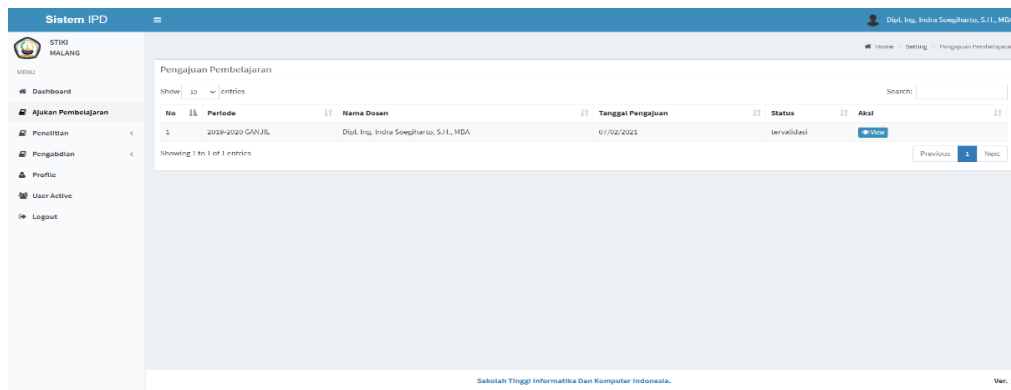 Sistem IPD
Dipl. Ing. Indra Soegiharto, S.H., MBA
STIKI
MALANG
Home > Setting > Pengajuan Pembelajaran
MENU
Dashboard
Ajukan Pembelajaran
Penelitian
Pengabdian
Profile
User Active
Logout
Pengajuan Pembelajaran
Show 10 entries
Search:
No Periode Nama Dosen Tanggal Pengajuan Status Aksi
1 2019-2020 GANJIL Dipl. Ing. Indra Soegiharto, S.H., MBA 07/02/2021 tervalidasi View
Showing 1 to 1 of 1 entries
Previous 1 Next
Sekolah Tinggi Informatika Dan Komputer Indonesia.
Ver.